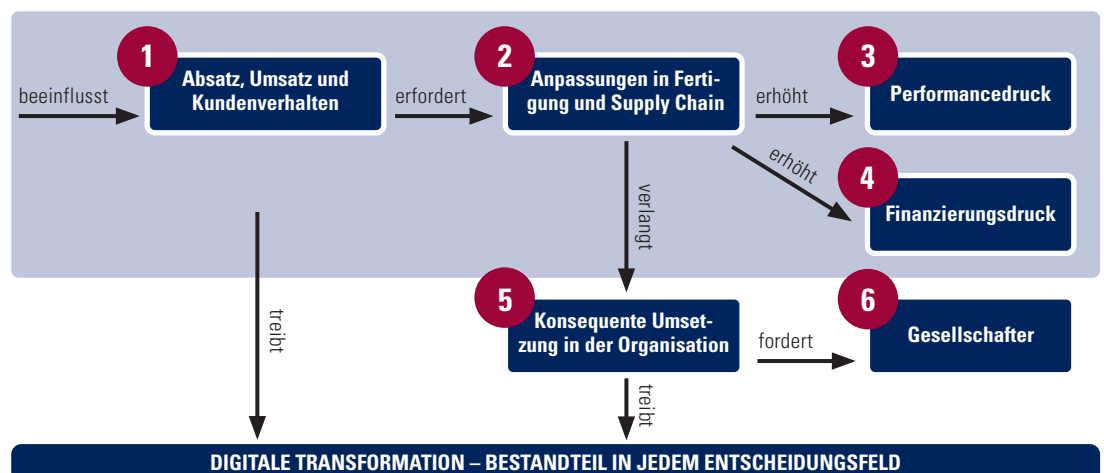 1
Absatz, Umsatz und
Kundenverhalten
2
Anpassungen in Ferti-
gung und Supply Chain
3
Performancedruck
beeinflusst
erfordert
erhöht
erhöht
4
Finanzierungsdruck
verlangt
treibt
5
Konsequente Umset-
zung in der Organisation
fordert
6
Gesellschafter
treibt
DIGITALE TRANSFORMATION – BESTANDTEIL IN JEDEM ENTSCHEIDUNGSFELD